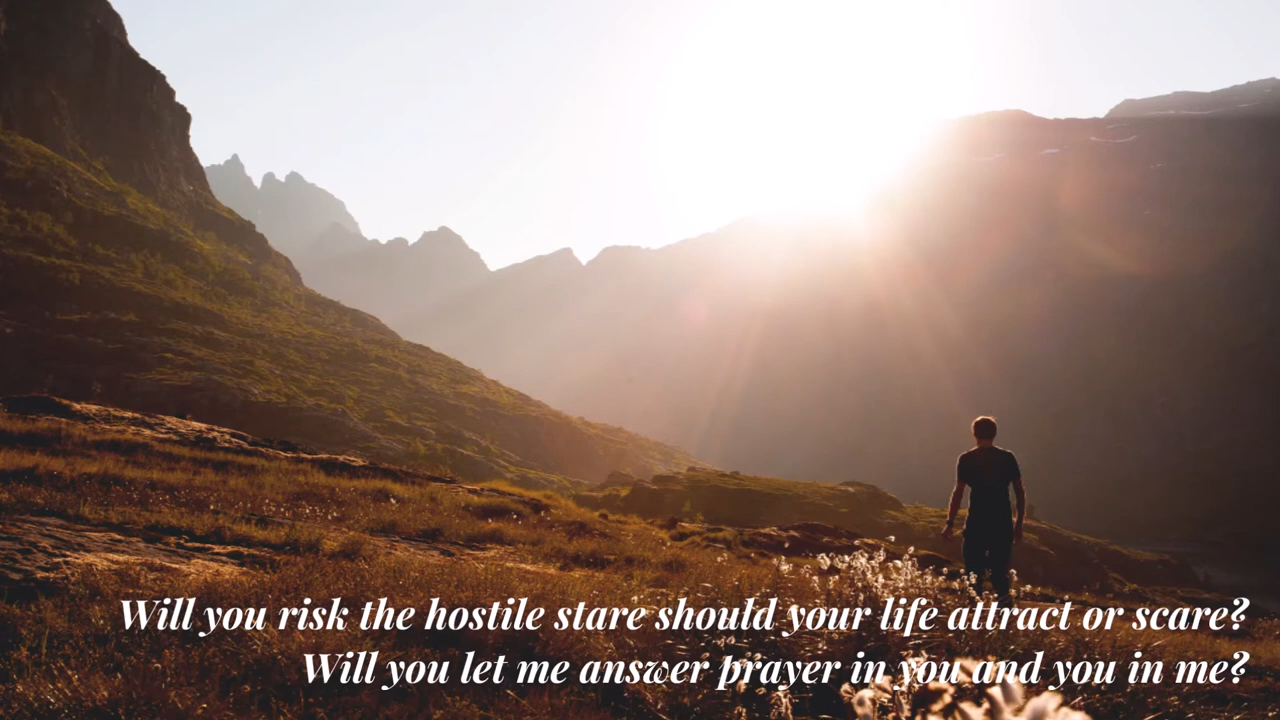 Will you risk the hostile stare should your life attract or scare?
Will you let me answer prayer in you and you in me?